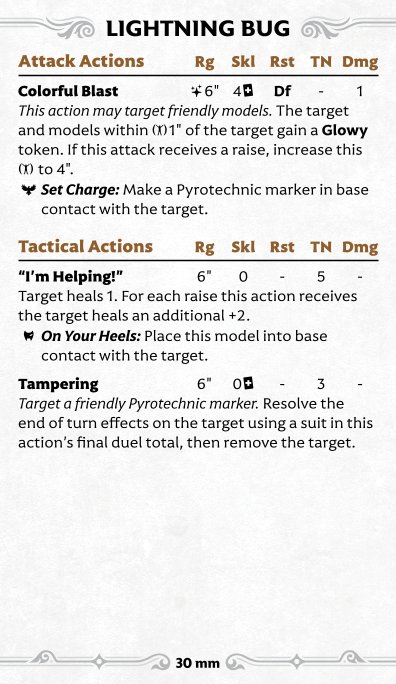 LIGHTNING BUG
Attack Actions Rg Skl Rst TN Dmg
Colorful Blast 6" 4 Df - 1
This action may target friendly models. The target
and models within 1" of the target gain a Glowy
token. If this attack receives a raise, increase this
to 4".
Set Charge: Make a Pyrotechnic marker in base
contact with the target.
Tactical Actions Rg Skl Rst TN Dmg
“I’m Helping!” 6" 0 - 5 -
Target heals 1. For each raise this action receives
the target heals an additional +2.
On Your Heels: Place this model into base
contact with the target.
Tampering 6" 0 - 3 -
Target a friendly Pyrotechnic marker. Resolve the
end of turn effects on the target using a suit in this
action’s final duel total, then remove the target.
30 mm